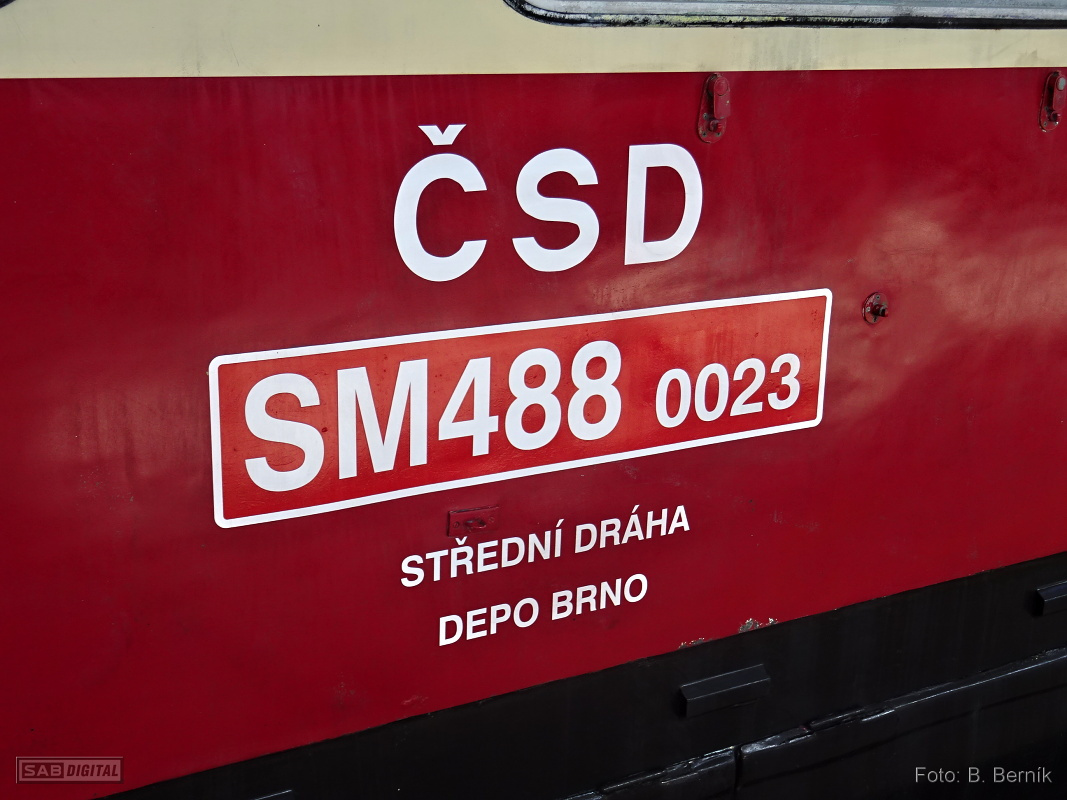 ČSD
SM488 0023
STŘEDNÍ DRÁHA
DEPO BRNO
SAB DIGITAL
Foto: B. Berník